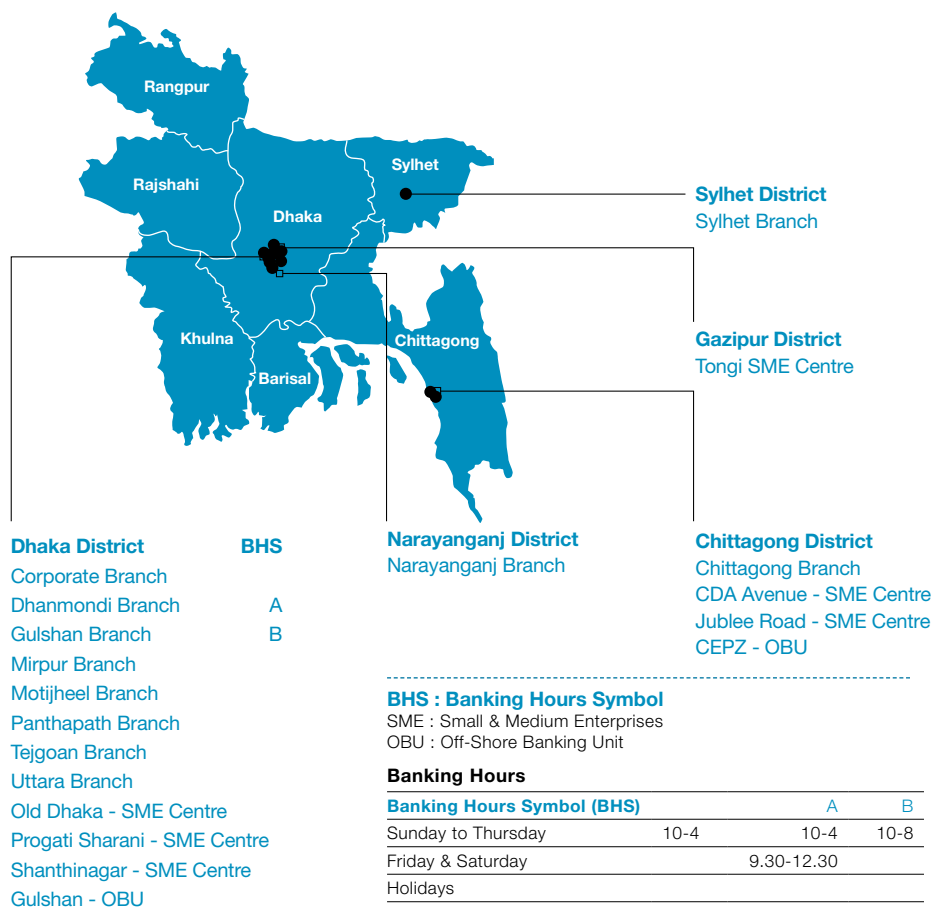 Rangpur
Sylhet
Rajshahi
Dhaka
Khulna
Chittagong
Barisal
Sylhet District
Sylhet Branch
Gazipur District
Tongi SME Centre
Dhaka District BHS
Corporate Branch
Dhanmondi Branch A
Gulshan Branch B
Mirpur Branch
Motijheel Branch
Panthapath Branch
Tejgoan Branch
Uttara Branch
Old Dhaka - SME Centre
Progati Sharani - SME Centre
Shanthinagar - SME Centre
Gulshan - OBU
Narayanganj District
Narayanganj Branch
Chittagong District
Chittagong Branch
CDA Avenue - SME Centre
Jublee Road - SME Centre
CEPZ - OBU
BHS : Banking Hours Symbol
SME : Small & Medium Enterprises
OBU : Off-Shore Banking Unit
Banking Hours
Banking Hours Symbol (BHS) A B
Sunday to Thursday 10-4 10-4 10-8
Friday & Saturday 9.30-12.30
Holidays